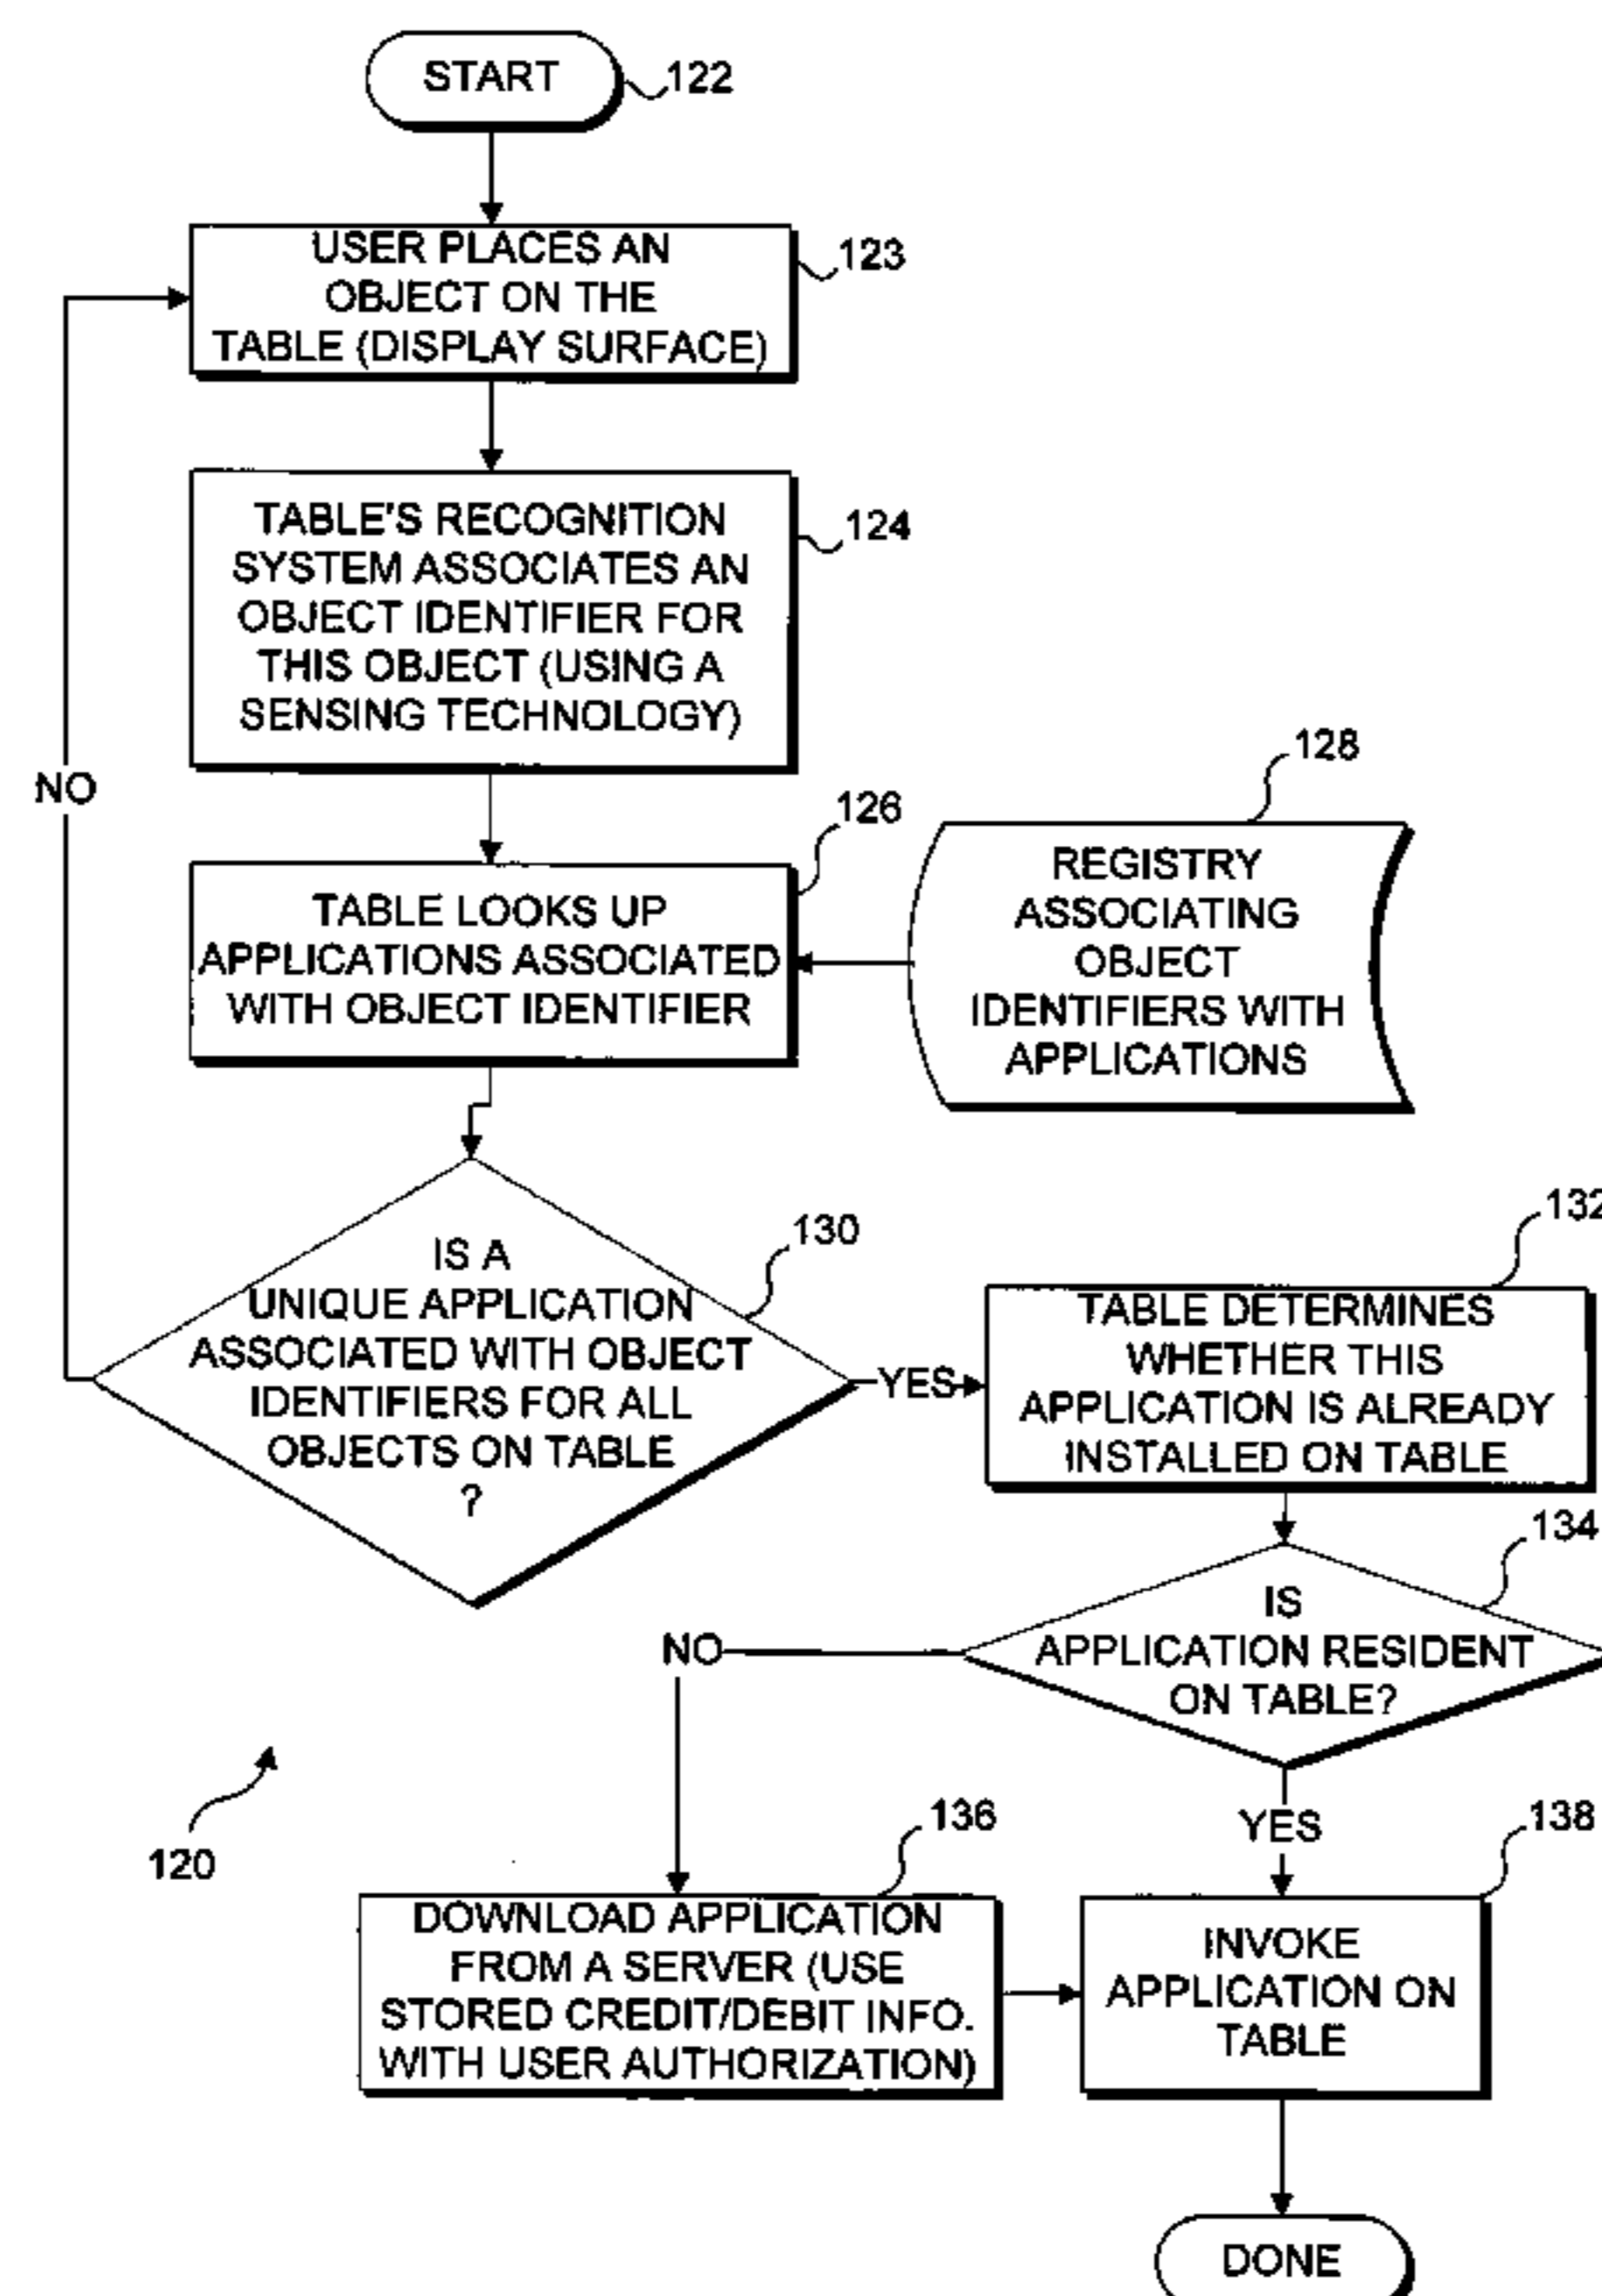 START
122
USER PLACES AN
OBJECT ON THE
TABLE (DISPLAY SURFACE)
123
TABLE'S RECOGNITION
SYSTEM ASSOCIATES AN
OBJECT IDENTIFIER FOR
THIS OBJECT (USING A
SENSING TECHNOLOGY)
124
NO
TABLE LOOKS UP
APPLICATIONS ASSOCIATED
WITH OBJECT IDENTIFIER
126
REGISTRY
ASSOCIATING
OBJECT
IDENTIFIERS WITH
APPLICATIONS
128
IS A
UNIQUE APPLICATION
ASSOCIATED WITH OBJECT
IDENTIFIERS FOR ALL
OBJECTS ON TABLE
?
130
YES
TABLE DETERMINES
WHETHER THIS
APPLICATION IS ALREADY
INSTALLED ON TABLE
132
IS
APPLICATION RESIDENT
ON TABLE?
134
NO
YES
120
DOWNLOAD APPLICATION
FROM A SERVER (USE
STORED CREDIT/DEBIT INFO.
WITH USER AUTHORIZATION)
136
INVOKE
APPLICATION ON
TABLE
138
DONE